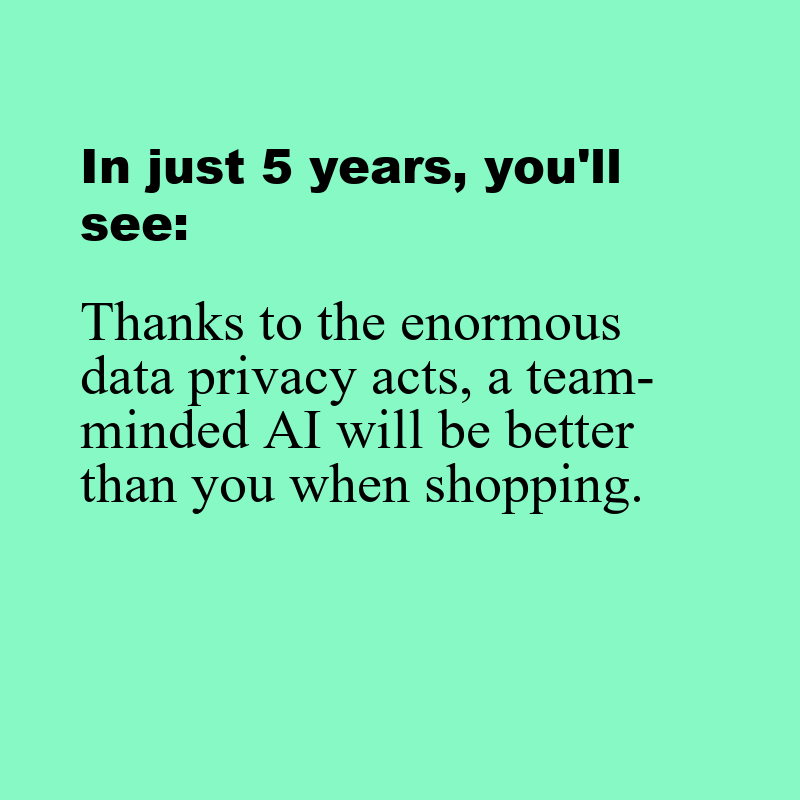 In just 5 years, you'll
see:
Thanks to the enormous
data privacy acts, a team-
minded AI will be better
than you when shopping.